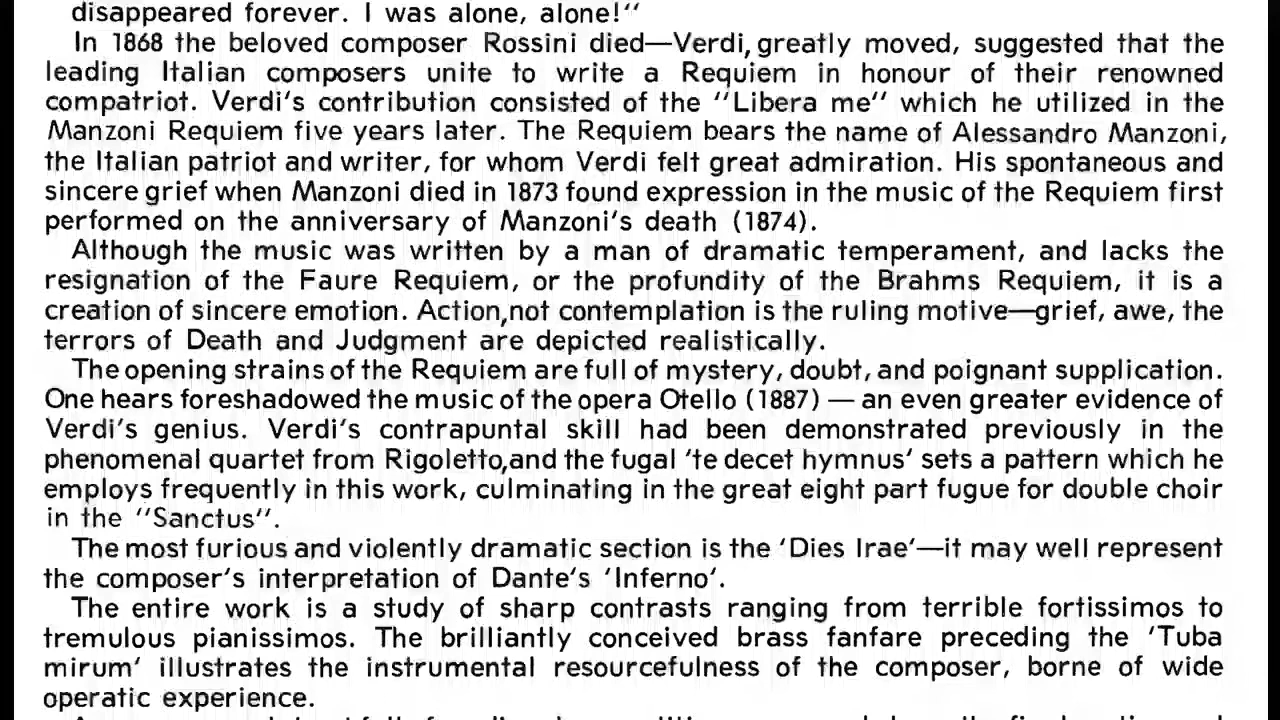 disappeared forever. I was alone, alone!"
In 1868 the beloved composer Rossini died—Verdi, greatly moved, suggested that the
leading Italian composers unite to write a Requiem in honour of their renowned
compatriot. Verdi's contribution consisted of the "Libera me" which he utilized in the
Manzoni Requiem five years later. The Requiem bears the name of Alessandro Manzoni,
the Italian patriot and writer, for whom Verdi felt great admiration. His spontaneous and
sincere grief when Manzoni died in 1873 found expression in the music of the Requiem first
performed on the anniversary of Manzoni's death (1874).
Although the music was written by a man of dramatic temperament, and lacks the
resignation of the Faure Requiem, or the profundity of the Brahms Requiem, it is a
creation of sincere emotion. Action,not contemplation is the ruling motive—grief, awe, the
terrors of Death and Judgment are depicted realistically.
The opening strains of the Requiem are full of mystery, doubt, and poignant supplication.
One hears foreshadowed the music of the opera Otello (1887) — an even greater evidence of
Verdi's genius. Verdi's contrapuntal skill had been demonstrated previously in the
phenomenal quartet from Rigoletto,and the fugal 'te decet hymnus' sets a pattern which he
employs frequently in this work, culminating in the great eight part fugue for double choir
in the "Sanctus".
The most furious and violently dramatic section is the 'Dies Irae'—it may well represent
the composer's interpretation of Dante's 'Inferno'.
The entire work is a study of sharp contrasts ranging from terrible fortissimos to
tremulous pianissimos. The brilliantly conceived brass fanfare preceding the 'Tuba
mirum' illustrates the instrumental resourcefulness of the composer, borne of wide
operatic experience.